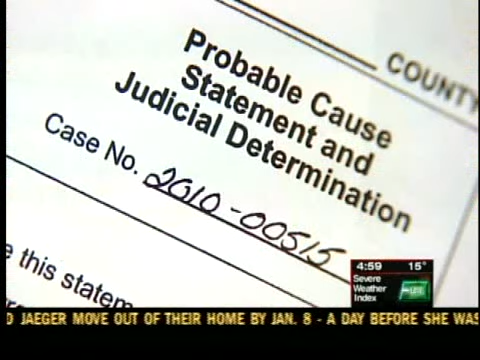 COUNTY
Probable Cause
Statement and
Judicial Determination
Case No. 2010-00515
this statem
4:59 15°
Severe
Weather
Index
D JAEGER MOVE OUT OF THEIR HOME BY JAN. 8 - A DAY BEFORE SHE WAS